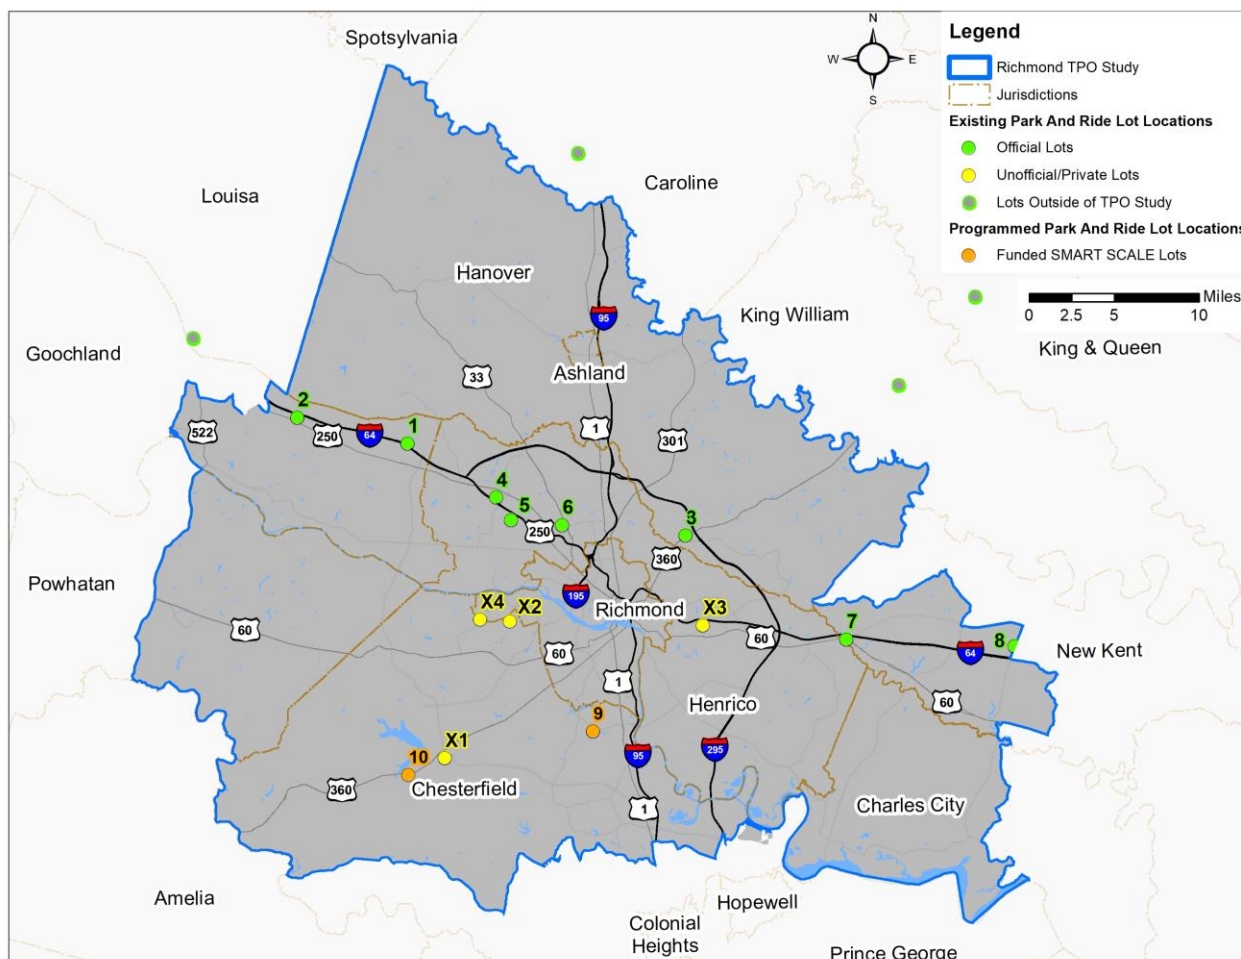 Spotsylvania
N
W
E
S
Legend
Richmond TPO Study
Jurisdictions
Existing Park And Ride Lot Locations
Official Lots
Unofficial/Private Lots
Lots Outside of TPO Study
Programmed Park And Ride Lot Locations
Funded SMART SCALE Lots
Miles
0 2.5 5 10
Louisa
Caroline
Hanover
King William
King & Queen
95
Goochland
Ashland
33
2
1
522
250
64
1
301
4
5
6
250
3
360
Powhatan
195
X4
X2
Richmond
X3
60
60
60
7
8
64
New Kent
60
1
Henrico
9
X1
10
95
295
360
Chesterfield
1
Charles City
Amelia
Hopewell
Colonial
Heights
Prince George